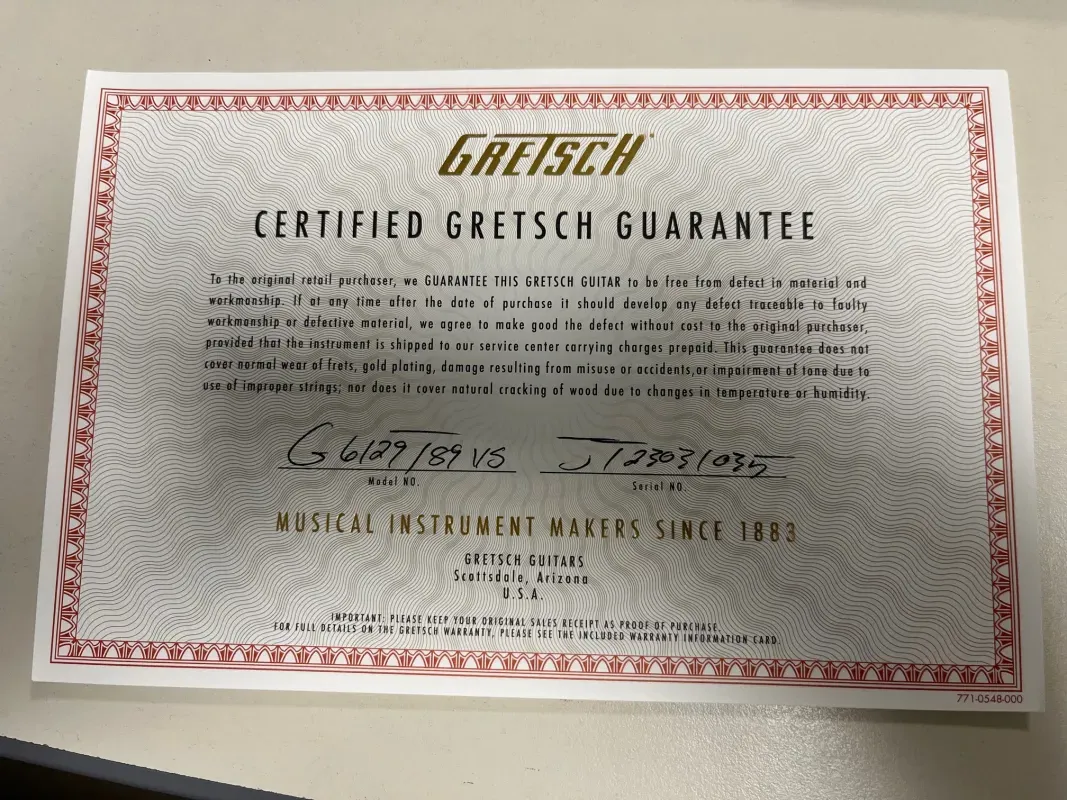 GRETSCH
CERTIFIED GRETSCH GUARANTEE
To the original retail purchaser, we GUARANTEE THIS GRETSCH GUITAR to be free from defect in material and
workmanship. If at any time after the date of purchase it should develop any defect traceable to faulty
workmanship or defective material, we agree to make good the defect without cost to the original purchaser,
provided that the instrument is shipped to our service center carrying charges prepaid. This guarantee does not
cover normal wear of frets, gold plating, damage resulting from misuse or accidents,or impairment of tone due to
use of improper strings; nor does it cover natural cracking of wood due to changes in temperature or humidity.
G6129T89VS JT23031035
Model NO. Serial NO.
MUSICAL INSTRUMENT MAKERS SINCE 1883
GRETSCH GUITARS
Scottsdale, Arizona
U.S.A.
IMPORTANT: PLEASE KEEP YOUR ORIGINAL SALES RECEIPT AS PROOF OF PURCHASE.
FOR FULL DETAILS ON THE GRETSCH WARRANTY, PLEASE SEE THE INCLUDED WARRANTY INFORMATION CARD.
771-0548-000